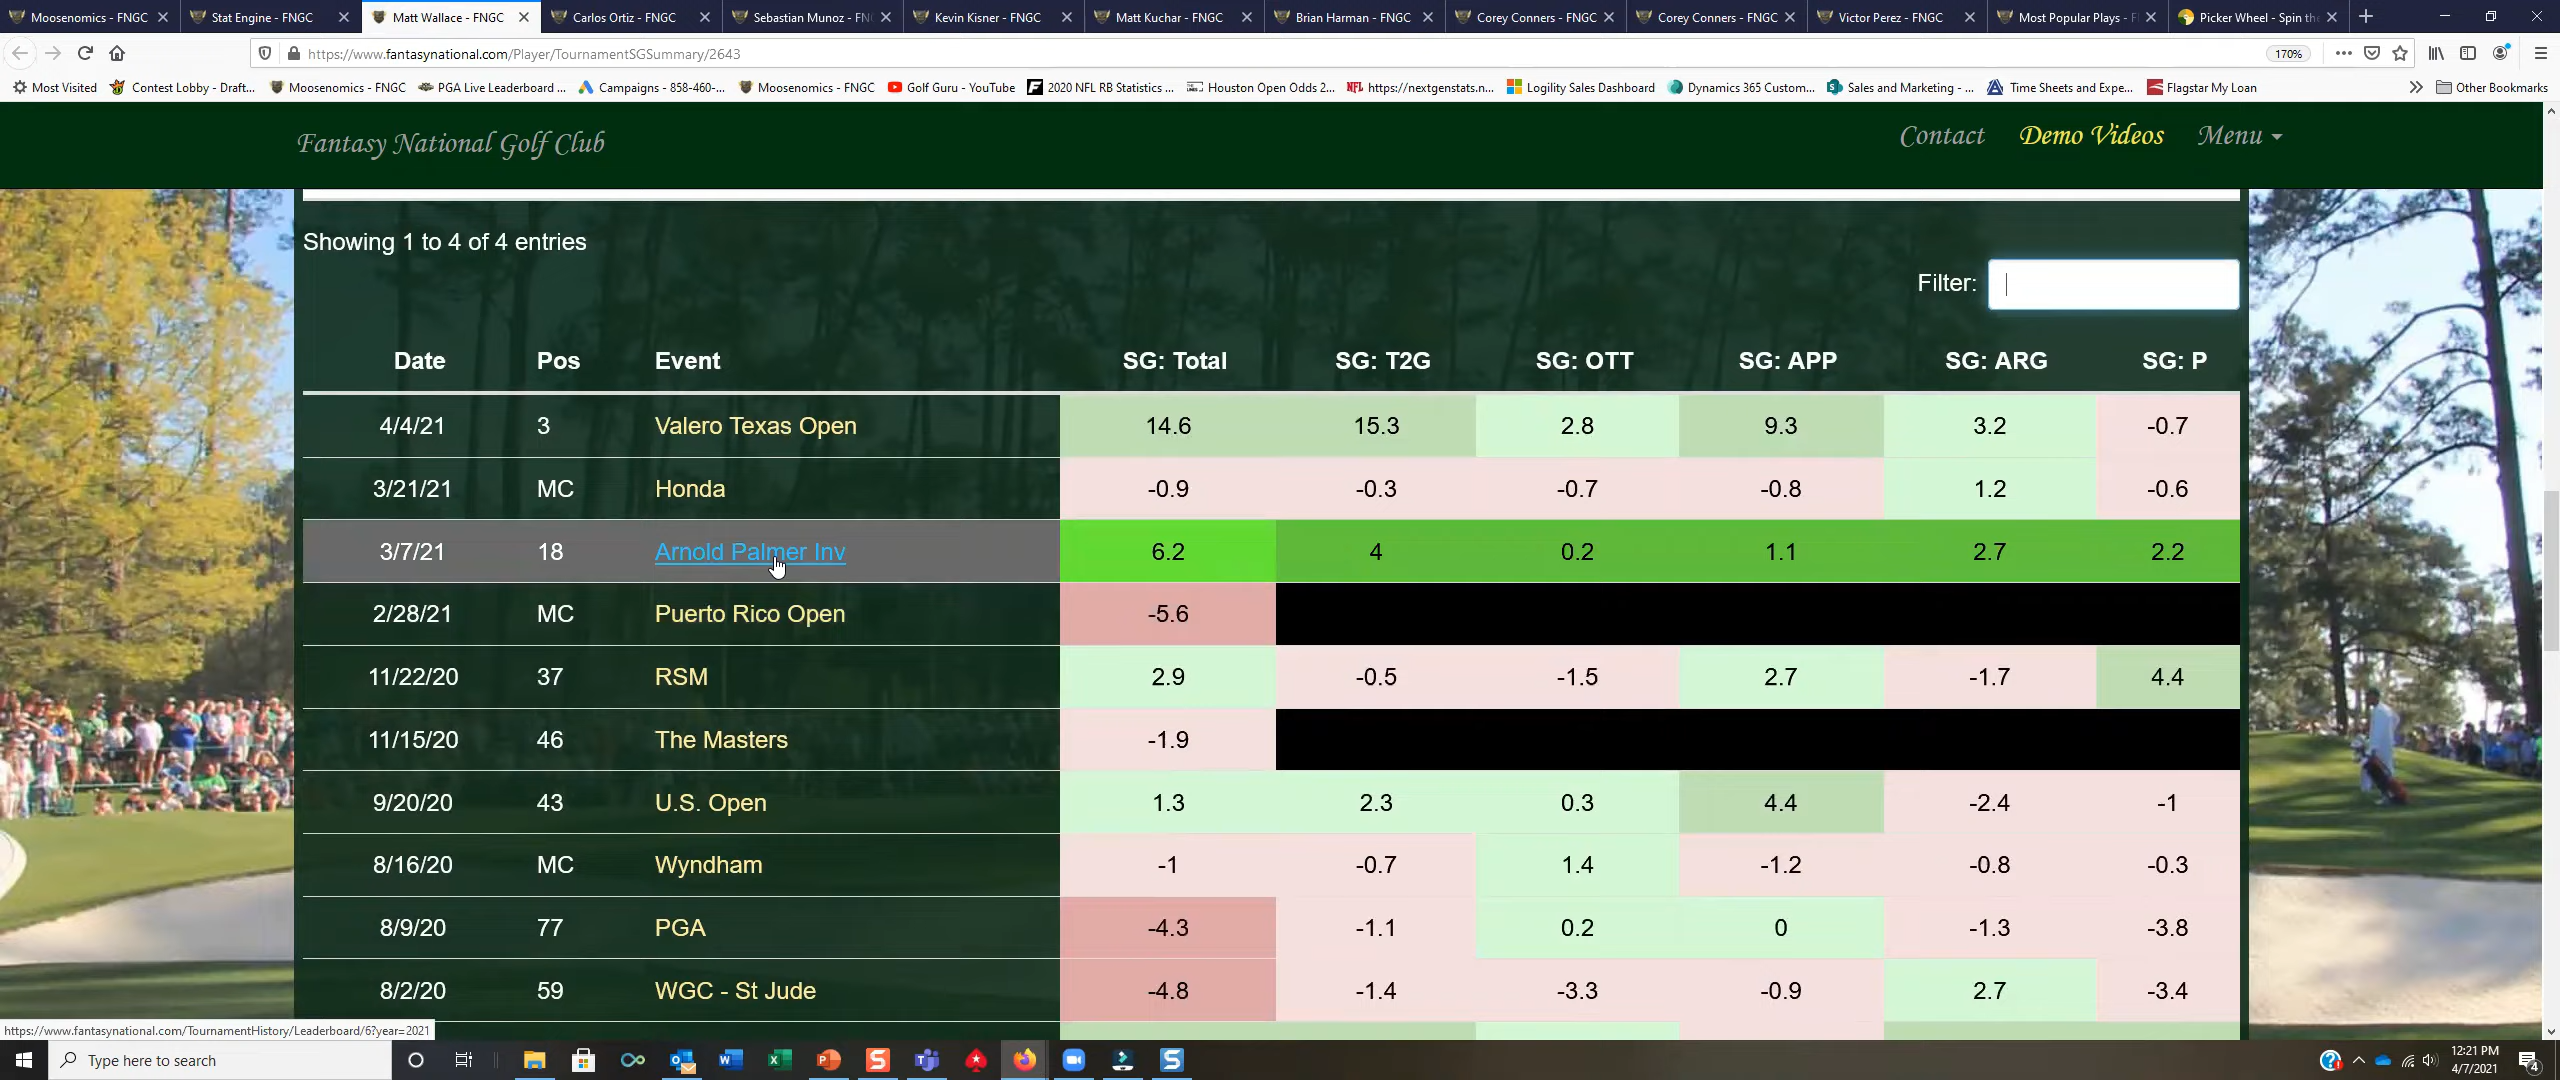 Moosenomics - FNGC
Stat Engine - FNGC
Matt Wallace - FNGC
Carlos Ortiz - FNGC
Sebastian Munoz - FN
Kevin Kisner - FNGC
Matt Kuchar - FNGC
Brian Harman - FNGC
Corey Conners - FNGC
Corey Conners - FNGC
Victor Perez - FNGC
Most Popular Plays - F
Picker Wheel - Spin th
https://www.fantasynational.com/Player/TournamentSGSummary/2643
170%
Most Visited
Contest Lobby - Draft...
Moosenomics - FNGC
PGA Live Leaderboard ...
Campaigns - 858-460-...
Moosenomics - FNGC
Golf Guru - YouTube
2020 NFL RB Statistics ...
Houston Open Odds 2...
https://nextgenstats.n...
Logility Sales Dashboard
Dynamics 365 Custom...
Sales and Marketing - ...
Time Sheets and Expe...
Flagstar My Loan
Other Bookmarks
Fantasy National Golf Club
Contact Demo Videos Menu
Showing 1 to 4 of 4 entries
Filter:
Date Pos Event SG: Total SG: T2G SG: OTT SG: APP SG: ARG SG: P
4/4/21 3 Valero Texas Open 14.6 15.3 2.8 9.3 3.2 -0.7
3/21/21 MC Honda -0.9 -0.3 -0.7 -0.8 1.2 -0.6
3/7/21 18 Arnold Palmer Inv 6.2 4 0.2 1.1 2.7 2.2
2/28/21 MC Puerto Rico Open -5.6
11/22/20 37 RSM 2.9 -0.5 -1.5 2.7 -1.7 4.4
11/15/20 46 The Masters -1.9
9/20/20 43 U.S. Open 1.3 2.3 0.3 4.4 -2.4 -1
8/16/20 MC Wyndham -1 -0.7 1.4 -1.2 -0.8 -0.3
8/9/20 77 PGA -4.3 -1.1 0.2 0 -1.3 -3.8
8/2/20 59 WGC - St Jude -4.8 -1.4 -3.3 -0.9 2.7 -3.4
https://www.fantasynational.com/TournamentHistory/Leaderboard/6?year=2021
Type here to search
12:21 PM
4/7/2021
4